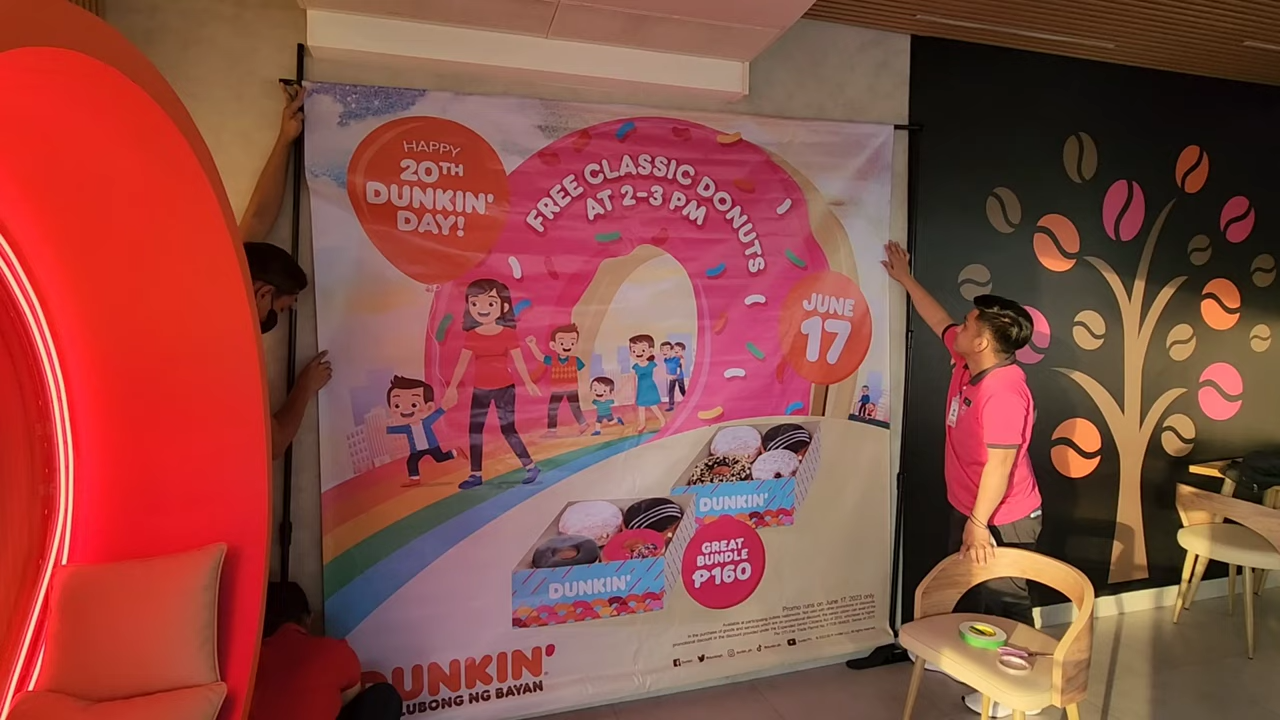 HAPPY
20TH
DUNKIN'
DAY!
FREE CLASSIC DONUTS
AT 2-3 PM
JUNE
17
DUNKIN'
DUNKIN'
GREAT
BUNDLE
₱160
Promo runs on June 17, 2023 only
DUNKIN'
LUBONG NG BAYAN